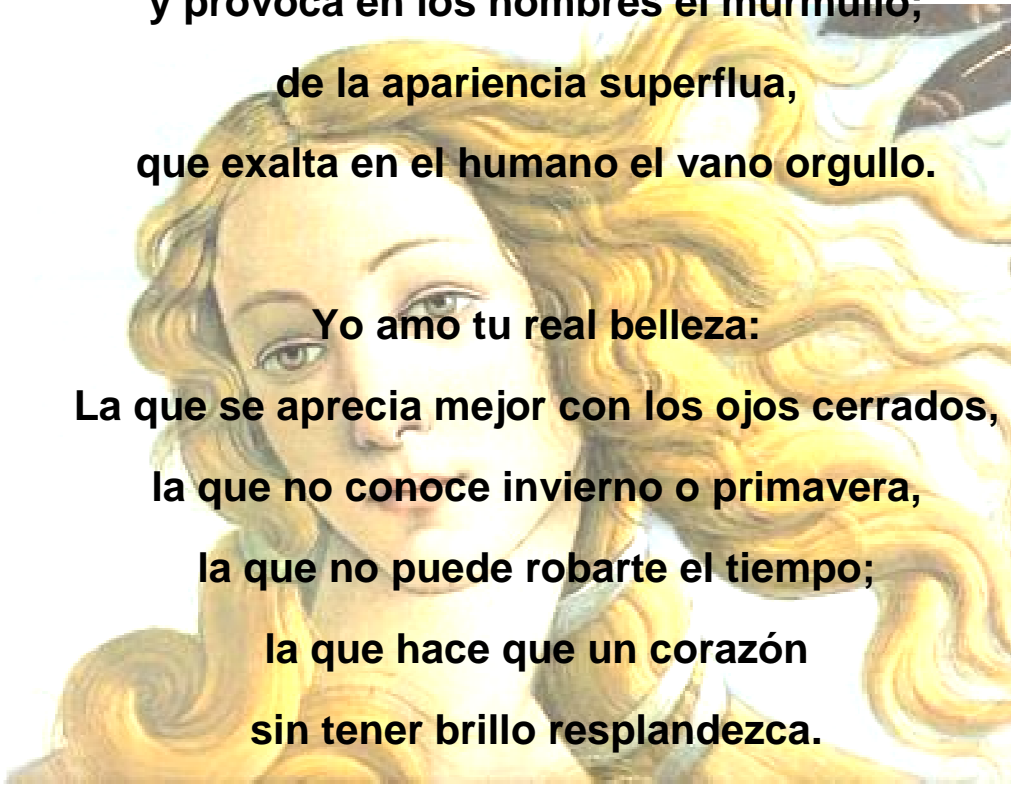 y provoca en los hombres el murmullo;
de la apariencia superflua,
que exalta en el humano el vano orgullo.
Yo amo tu real belleza:
La que se aprecia mejor con los ojos cerrados,
la que no conoce invierno o primavera,
la que no puede robarte el tiempo;
la que hace que un corazón
sin tener brillo resplandezca.